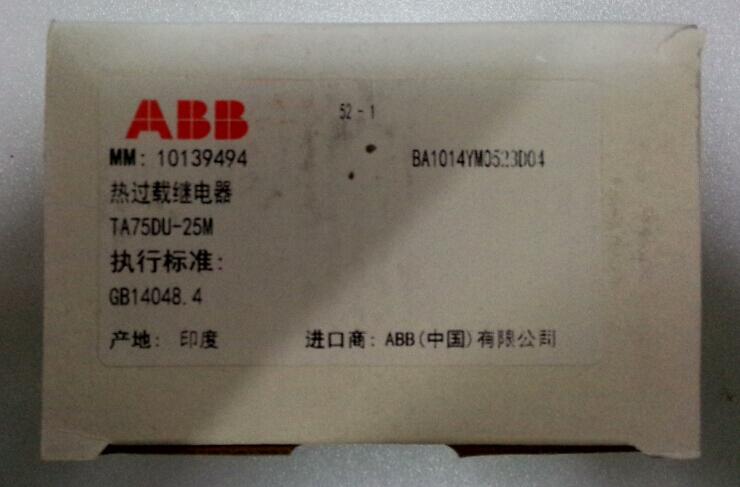 52-1
ABB
MM: 10139494
BA1014YM0523D04
热过载继电器
TA75DU-25M
执行标准:
GB14048.4
产地: 印度 进口商: ABB(中国)有限公司